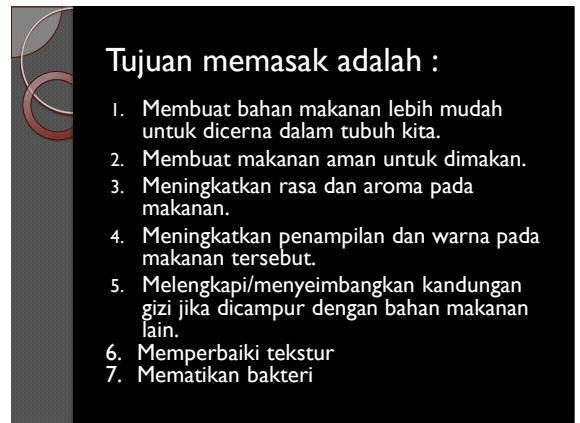 Tujuan memasak adalah :
1. Membuat bahan makanan lebih mudah
untuk dicerna dalam tubuh kita.
2. Membuat makanan aman untuk dimakan.
3. Meningkatkan rasa dan aroma pada
makanan.
4. Meningkatkan penampilan dan warna pada
makanan tersebut.
5. Melengkapi/menyeimbangkan kandungan
gizi jika dicampur dengan bahan makanan
lain.
6. Memperbaiki tekstur
7. Mematikan bakteri